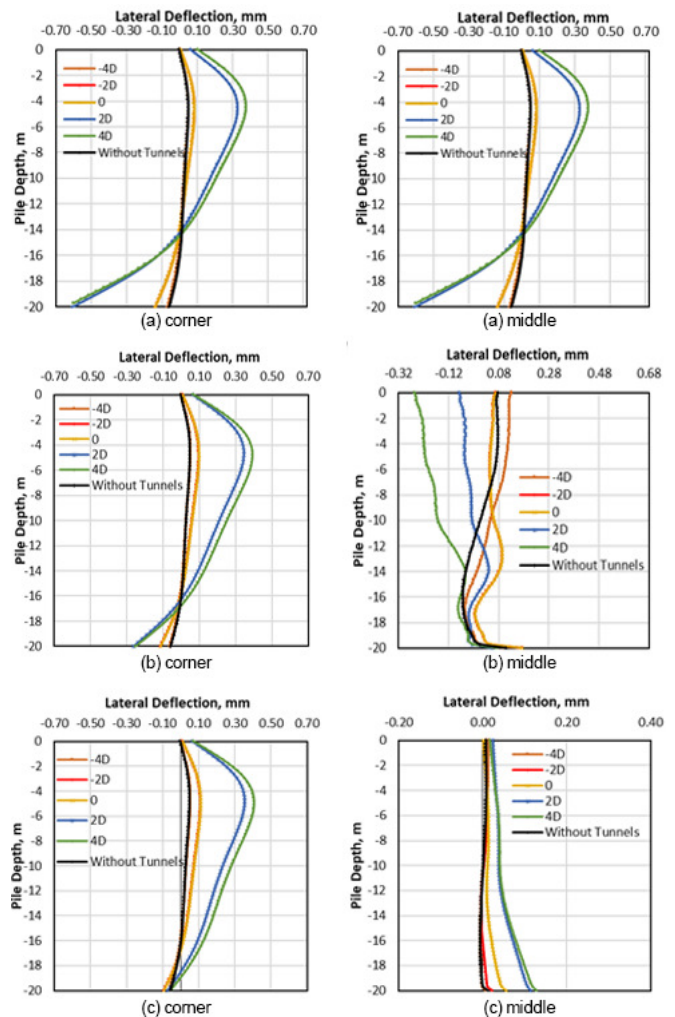 Lateral Deflection, mm
-0.70 -0.50 -0.30 -0.10 0.10 0.30 0.50 0.70
0
-2
-4
-6
-8
-10
-12
-14
-16
-18
-20
Pile Depth, m
-4D
-2D
0
2D
4D
Without Tunnels
(a) corner
Lateral Deflection, mm
-0.70 -0.50 -0.30 -0.10 0.10 0.30 0.50 0.70
0
-2
-4
-6
-8
-10
-12
-14
-16
-18
-20
Pile Depth, m
-4D
-2D
0
2D
4D
Without Tunnels
(a) middle
Lateral Deflection, mm
-0.70 -0.50 -0.30 -0.10 0.10 0.30 0.50 0.70
0
-2
-4
-6
-8
-10
-12
-14
-16
-18
-20
Pile Depth, m
-4D
-2D
0
2D
4D
Without Tunnels
(b) corner
Lateral Deflection, mm
-0.32 -0.12 0.08 0.28 0.48 0.68
0
-2
-4
-6
-8
-10
-12
-14
-16
-18
-20
Pile Depth, m
-4D
-2D
0
2D
4D
Without Tunnels
(b) middle
Lateral Deflection, mm
-0.70 -0.50 -0.30 -0.10 0.10 0.30 0.50 0.70
0
-2
-4
-6
-8
-10
-12
-14
-16
-18
-20
Pile Depth, m
-4D
-2D
0
2D
4D
Without Tunnels
(c) corner
Lateral Deflection, mm
-0.20 0.00 0.20 0.40
0
-2
-4
-6
-8
-10
-12
-14
-16
-18
-20
Pile Depth, m
-4D
-2D
0
2D
4D
Without Tunnels
(c) middle